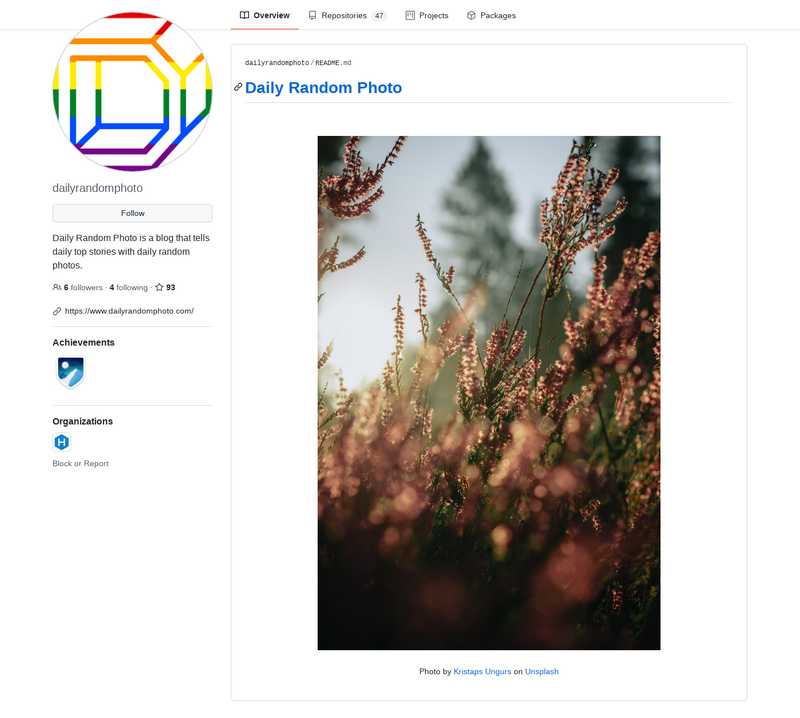 Overview
Repositories 47
Projects
Packages
dailyrandomphoto
Follow
Daily Random Photo is a blog that tells
daily top stories with daily random
photos.
6 followers · 4 following · 93
https://www.dailyrandomphoto.com/
Achievements
Organizations
H
Block or Report
dailyrandomphoto/README.md
Daily Random Photo
Photo by Kristaps Ungurs on Unsplash